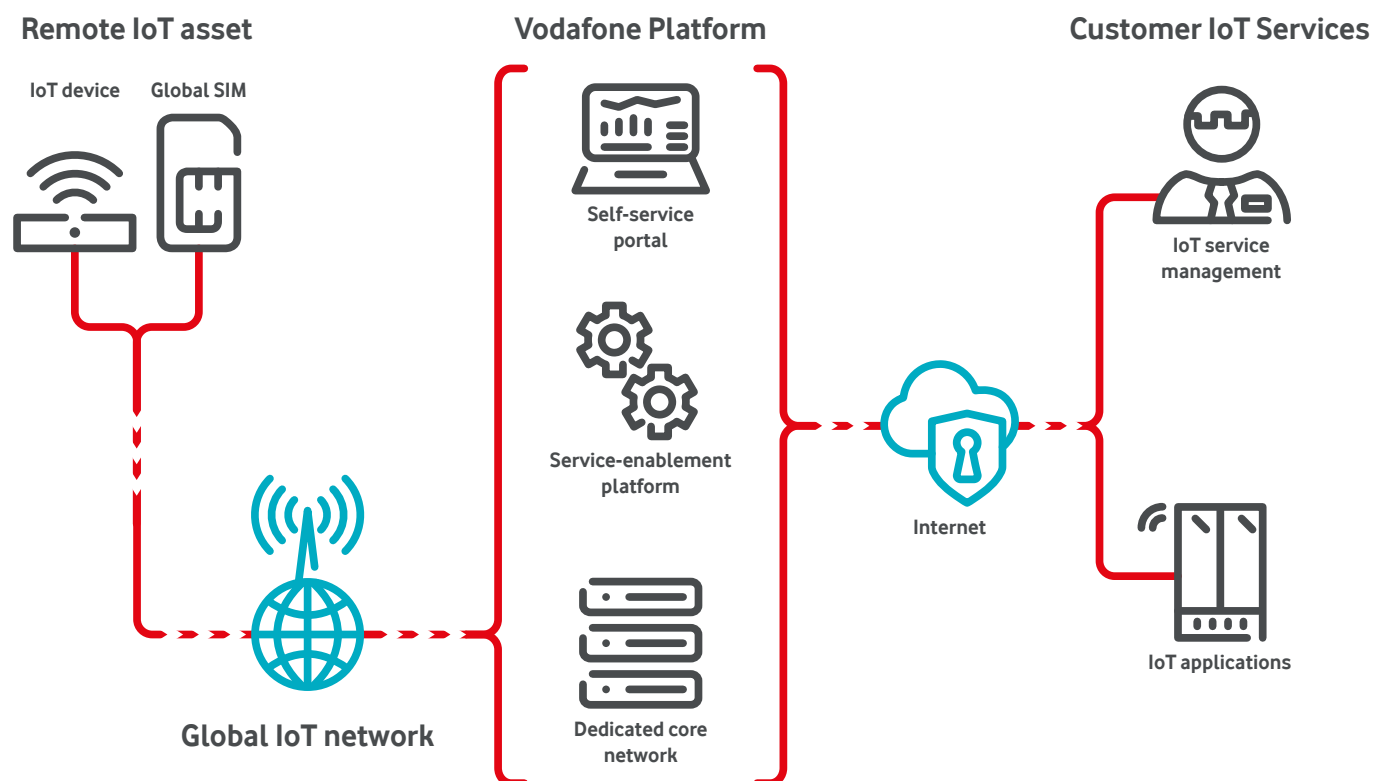 Remote IoT asset
Vodafone Platform
Customer IoT Services
IoT device
Global SIM
Self-service
portal
IoT service
management
Service-enablement
platform
Internet
IoT applications
Global IoT network
Dedicated core
network